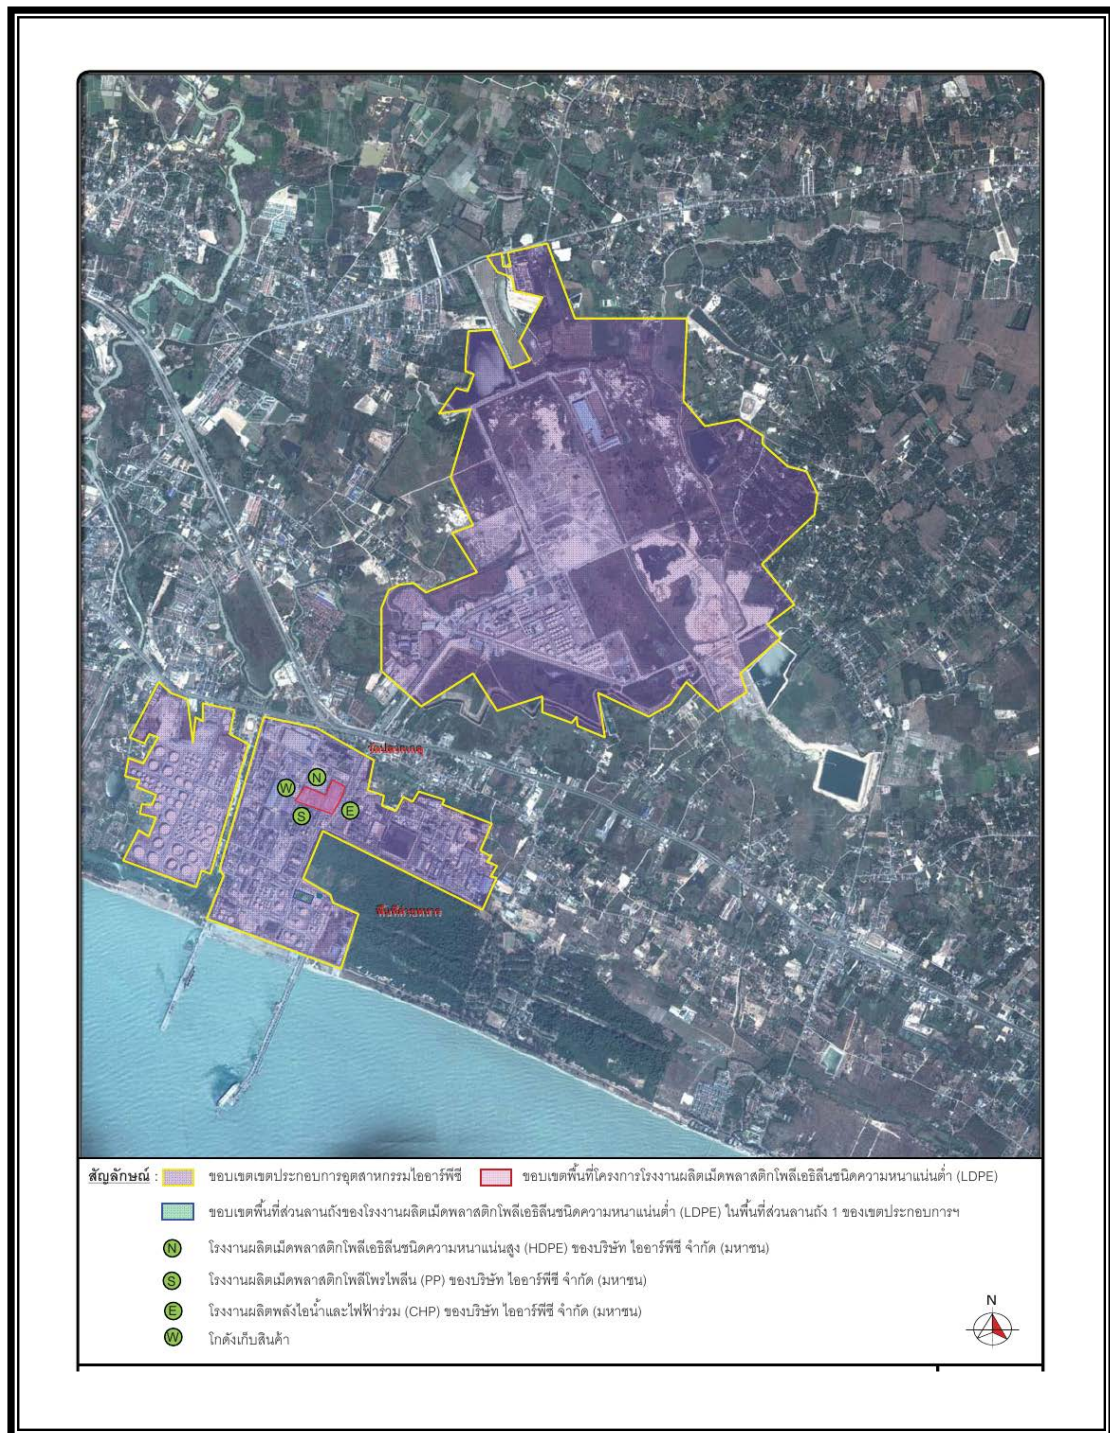 วัดปลวกเกตุ
N
W
S
E
สัญลักษณ์ :
ขอบเขตเขตประกอบการอุตสาหกรรมไออาร์พีซี
ขอบเขตพื้นที่โครงการโรงงานผลิตเม็ดพลาสติกโพลีเอธิลีนชนิดความหนาแน่นต่ำ (LDPE)
ขอบเขตพื้นที่ส่วนลานถังของโรงงานผลิตเม็ดพลาสติกโพลีเอธิลีนชนิดความหนาแน่นต่ำ (LDPE) ในพื้นที่ส่วนลานถัง 1 ของเขตประกอบการฯ
N โรงงานผลิตเม็ดพลาสติกโพลีเอธิลีนชนิดความหนาแน่นสูง (HDPE) ของบริษัท ไออาร์พีซี จำกัด (มหาชน)
S โรงงานผลิตเม็ดพลาสติกโพลีโพรไพลีน (PP) ของบริษัท ไออาร์พีซี จำกัด (มหาชน)
E โรงงานผลิตพลังไอน้ำและไฟฟ้าร่วม (CHP) ของบริษัท ไออาร์พีซี จำกัด (มหาชน)
W โกดังเก็บสินค้า
N